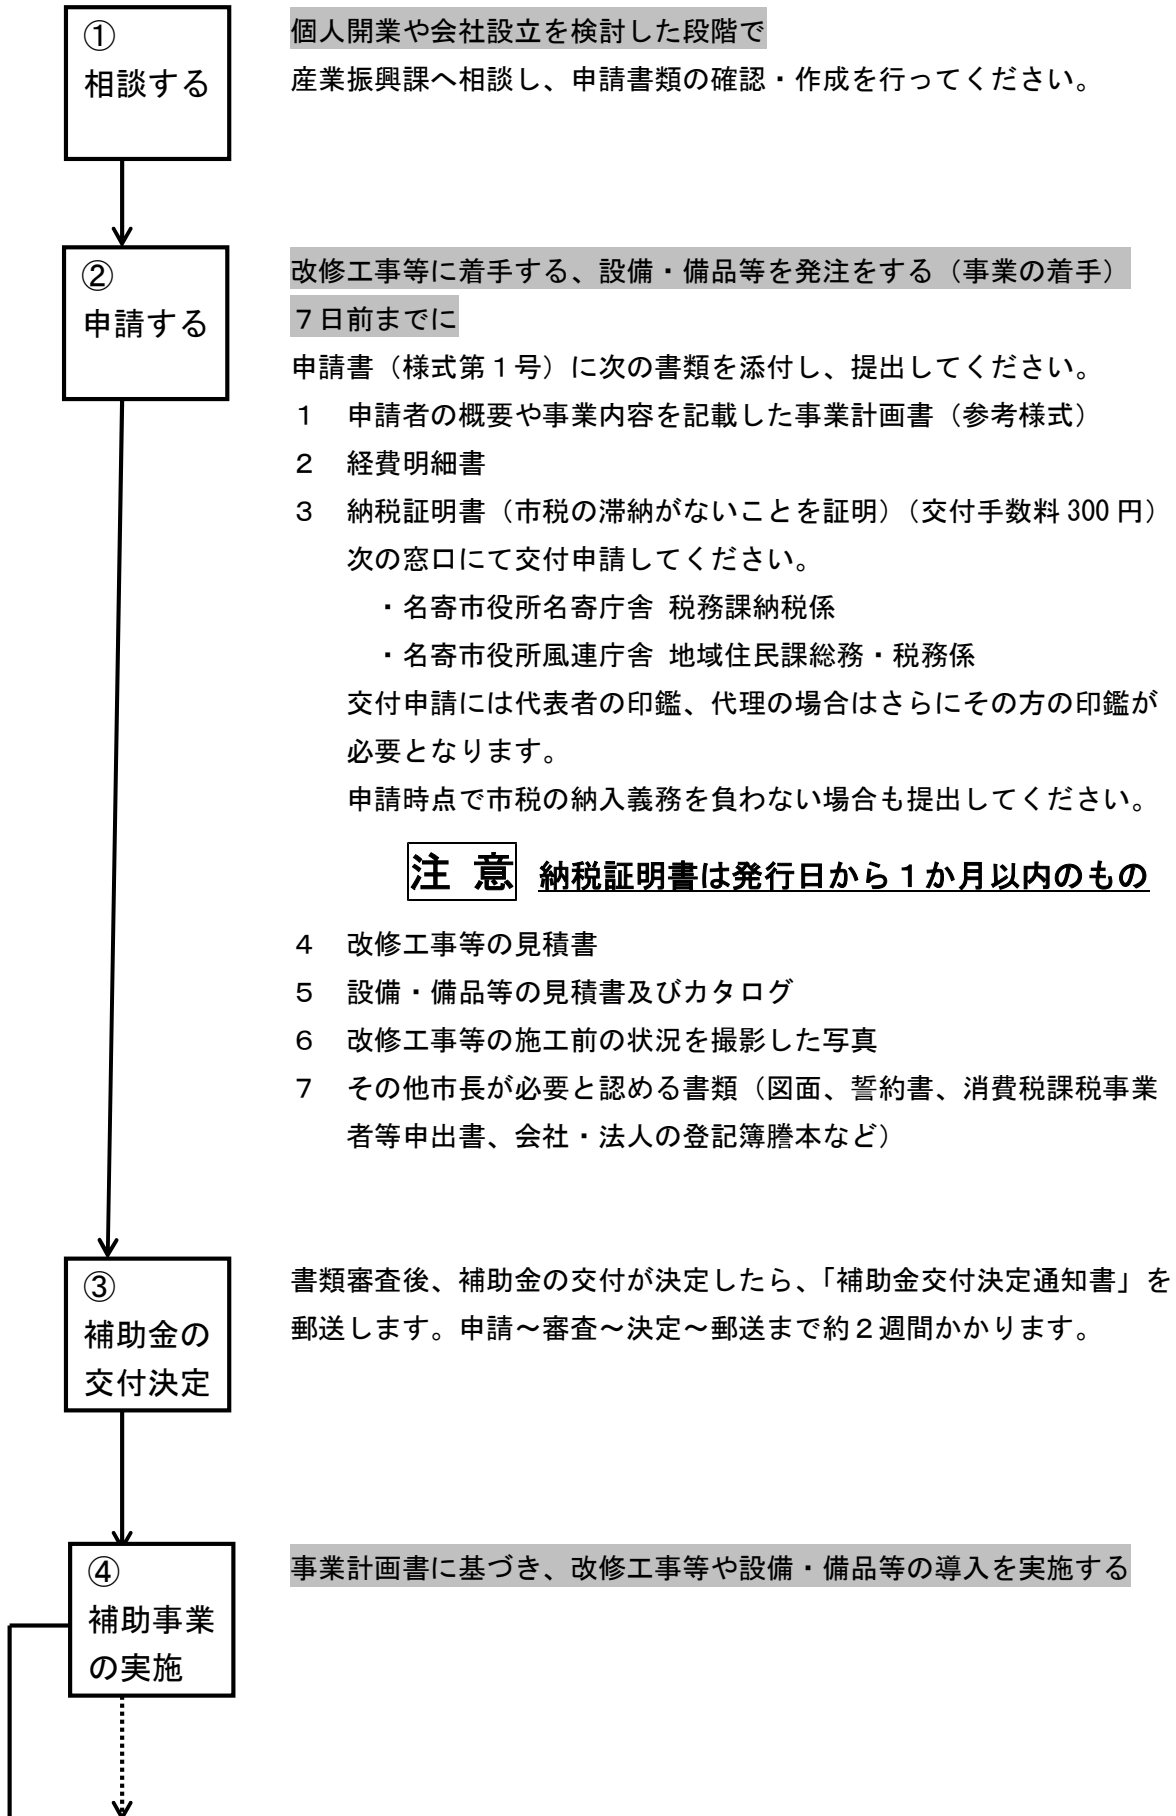 ①
相談する
個人開業や会社設立を検討した段階で
産業振興課へ相談し、申請書類の確認・作成を行ってください。
②
申請する
改修工事等に着手する、設備・備品等を発注をする（事業の着手）
７日前までに
申請書（様式第１号）に次の書類を添付し、提出してください。
１　申請者の概要や事業内容を記載した事業計画書（参考様式）
２　経費明細書
３　納税証明書（市税の滞納がないことを証明）（交付手数料 300 円）
次の窓口にて交付申請してください。
・名寄市役所名寄庁舎 税務課納税係
・名寄市役所風連庁舎 地域住民課総務・税務係
交付申請には代表者の印鑑、代理の場合はさらにその方の印鑑が
必要となります。
申請時点で市税の納入義務を負わない場合も提出してください。
注 意 納税証明書は発行日から１か月以内のもの
４　改修工事等の見積書
５　設備・備品等の見積書及びカタログ
６　改修工事等の施工前の状況を撮影した写真
７　その他市長が必要と認める書類（図面、誓約書、消費税課税事業
者等申出書、会社・法人の登記簿謄本など）
③
補助金の
交付決定
書類審査後、補助金の交付が決定したら、「補助金交付決定通知書」を
郵送します。申請～審査～決定～郵送まで約２週間かかります。
④
補助事業
の実施
事業計画書に基づき、改修工事等や設備・備品等の導入を実施する